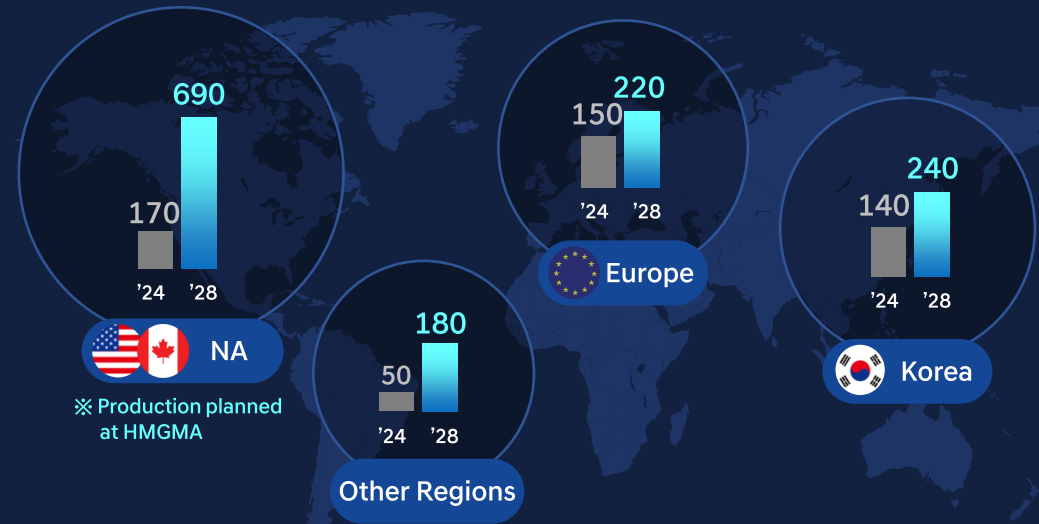 690
170
’24 ’28
NA
※ Production planned
at HMGMA
180
50
’24 ’28
Other Regions
220
150
’24 ’28
Europe
240
140
’24 ’28
Korea